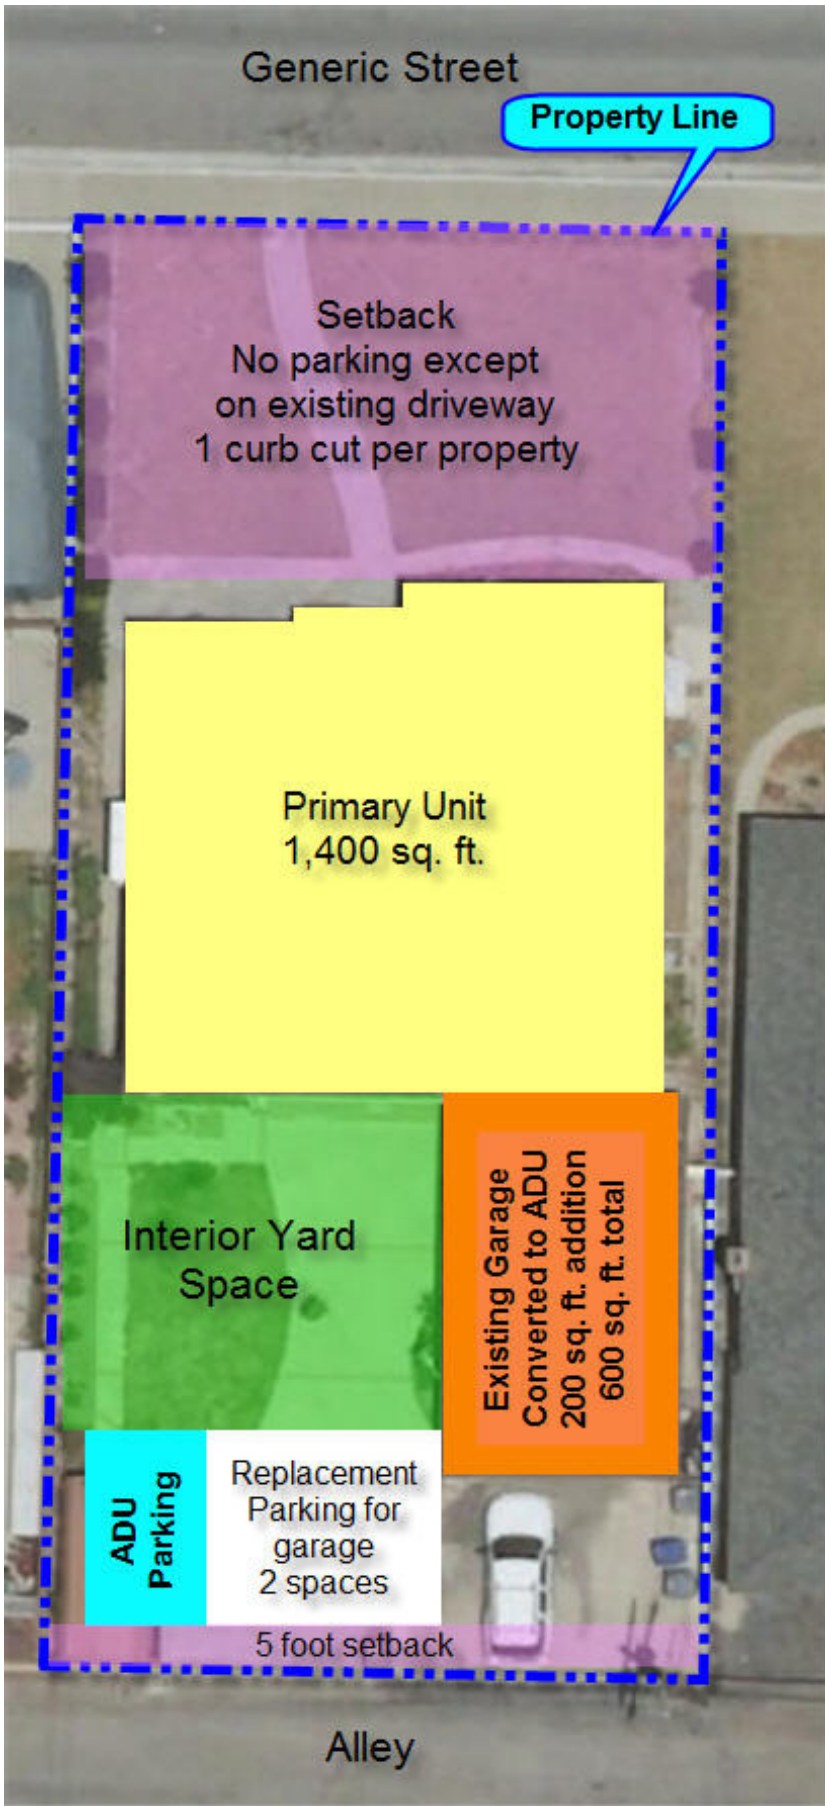 Generic Street
Property Line
Setback
No parking except
on existing driveway
1 curb cut per property
Primary Unit
1,400 sq. ft.
Interior Yard
Space
Existing Garage
Converted to ADU
200 sq. ft. addition
600 sq. ft. total
ADU
Parking
Replacement
Parking for
garage
2 spaces
5 foot setback
Alley